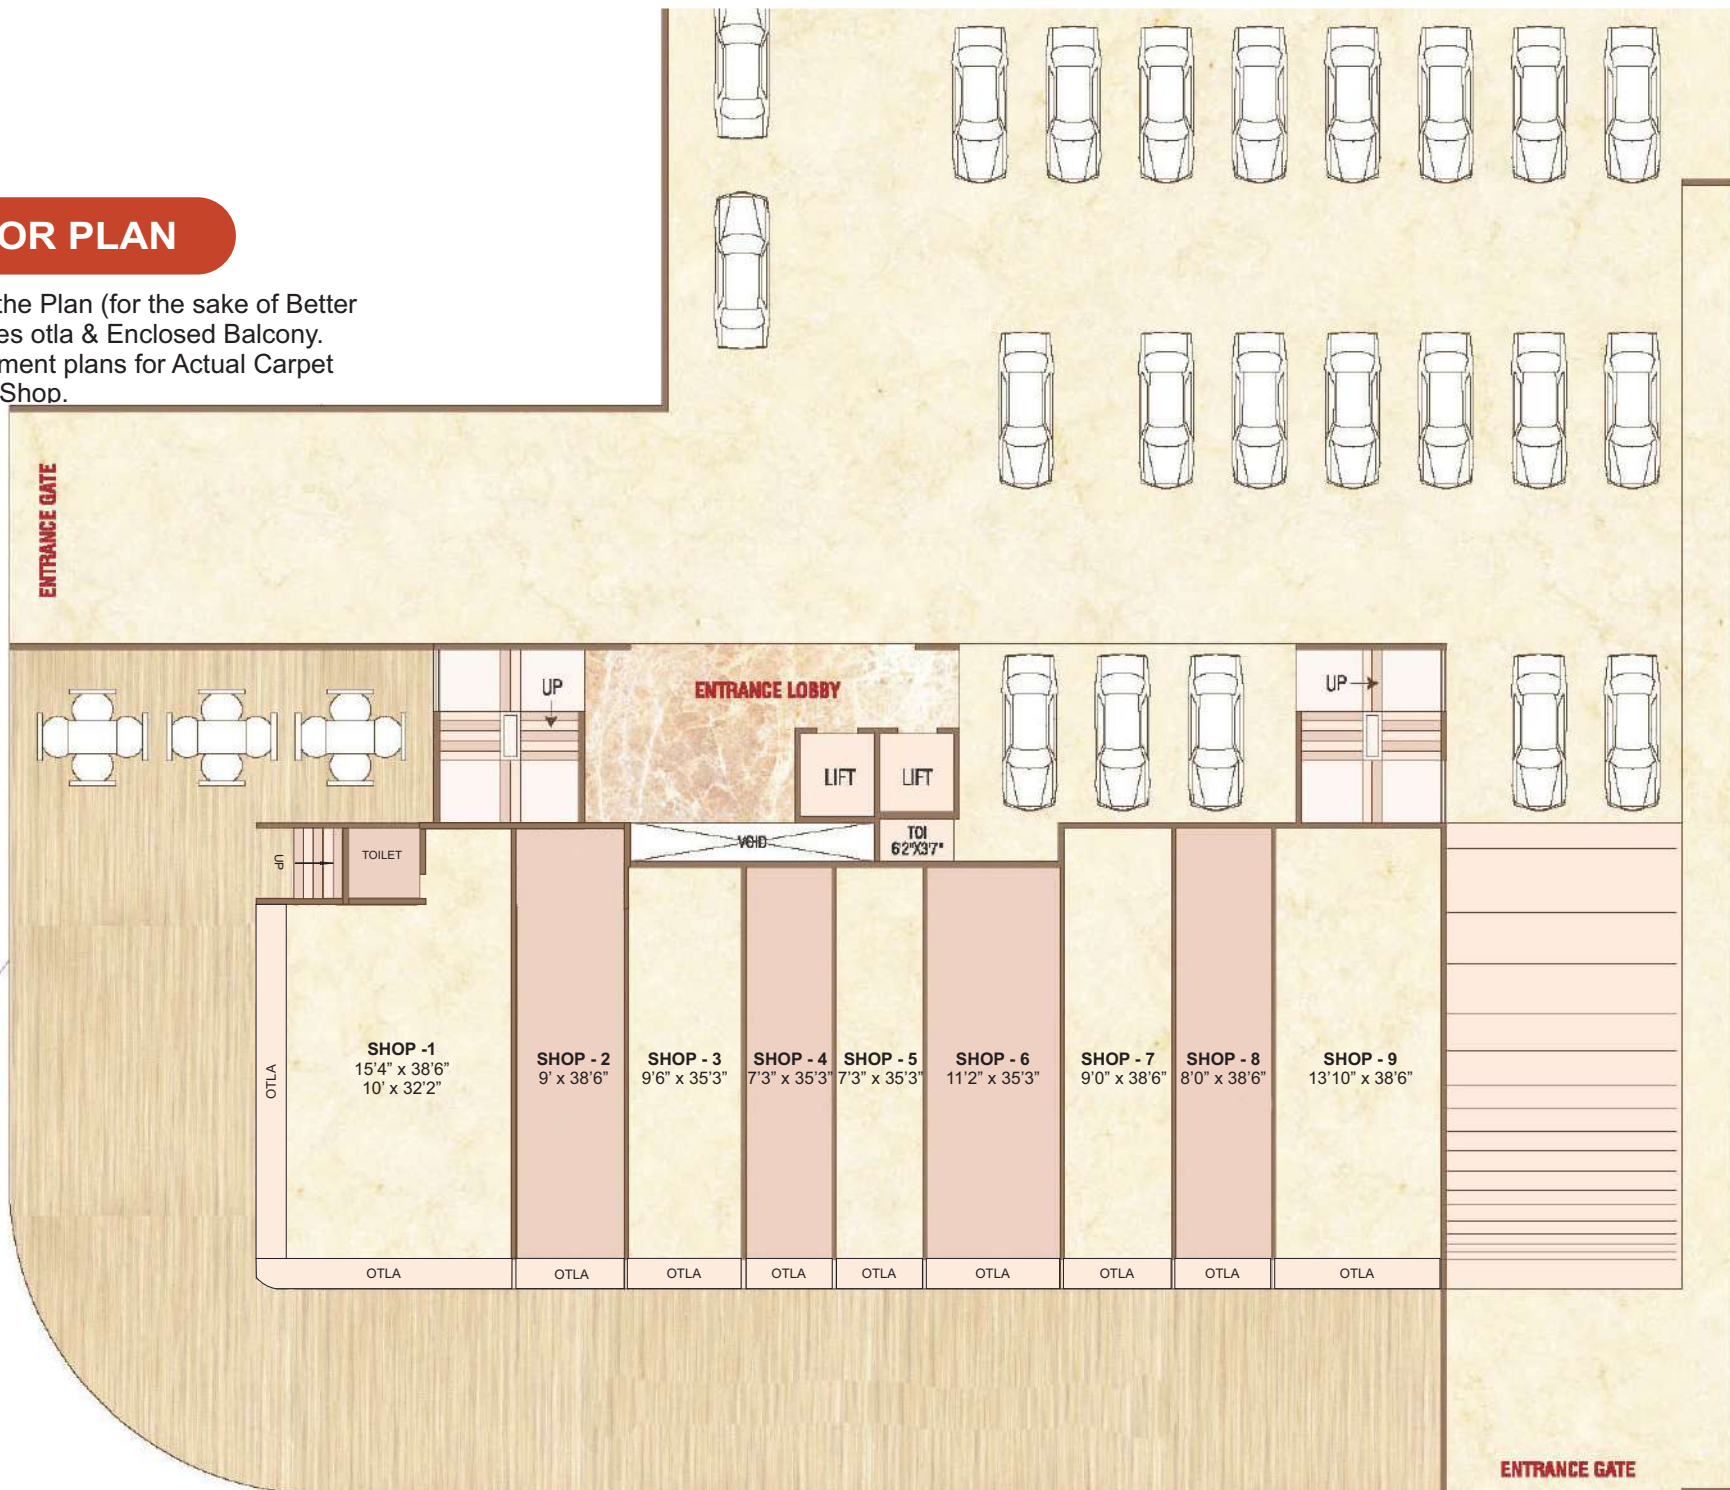 OR PLAN
the Plan (for the sake of Better
es otla & Enclosed Balcony.
ment plans for Actual Carpet
Shop.
ENTRANCE GATE
UP
ENTRANCE LOBBY
UP
LIFT
LIFT
VOID
TOI
6'2"X3'7"
UP
TOILET
OTLA
SHOP -1
15’4” x 38’6”
10’ x 32’2”
SHOP - 2
9’ x 38’6”
SHOP - 3
9’6” x 35’3”
SHOP - 4
7’3” x 35’3”
SHOP - 5
7’3” x 35’3”
SHOP - 6
11’2” x 35’3”
SHOP - 7
9’0” x 38’6”
SHOP - 8
8’0” x 38’6”
SHOP - 9
13’10” x 38’6”
OTLA
OTLA
OTLA
OTLA
OTLA
OTLA
OTLA
OTLA
OTLA
ENTRANCE GATE